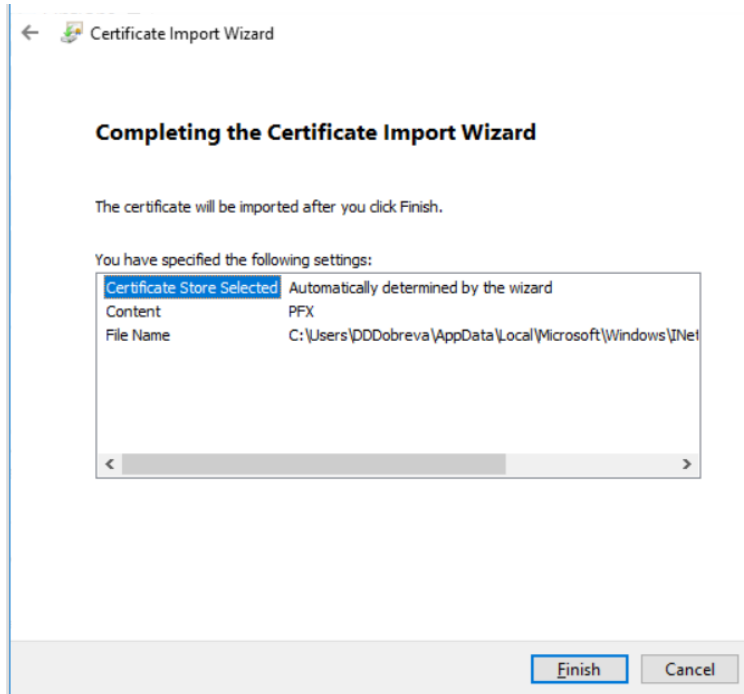 Certificate Import Wizard
Completing the Certificate Import Wizard
The certificate will be imported after you click Finish.
You have specified the following settings:
Certificate Store Selected Automatically determined by the wizard
Content PFX
File Name C:\Users\DDDobreva\AppData\Local\Microsoft\Windows\INet
Finish Cancel